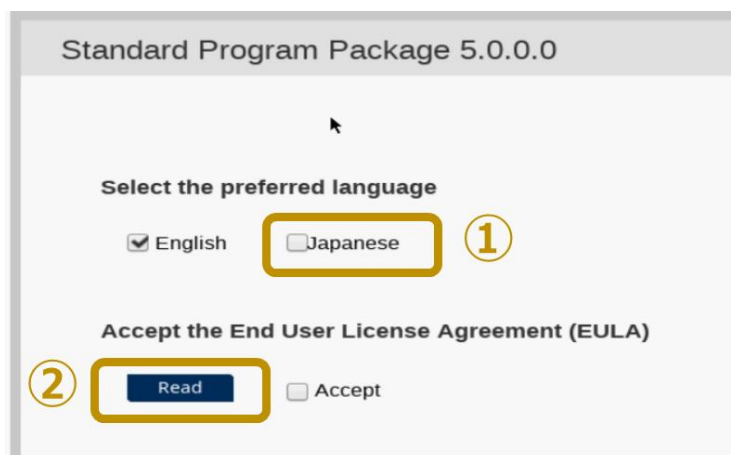 Standard Program Package 5.0.0.0
Select the preferred language
English Japanese ①
Accept the End User License Agreement (EULA)
② Read Accept